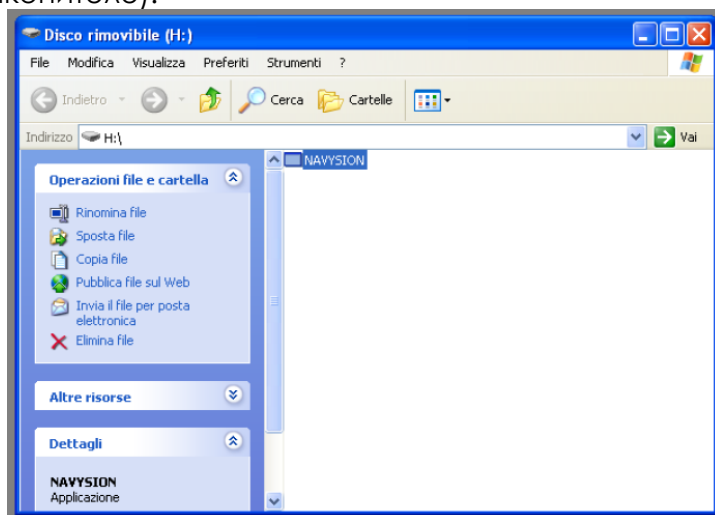 Disco rimovibile (H:)
File Modifica Visualizza Preferiti Strumenti ?
Indietro Cerca Cartelle
Indirizzo H:\ Vai
NAVYSION
Operazioni file e cartella
Rinomina file
Sposta file
Copia file
Pubblica file sul Web
Invia il file per posta
elettronica
Elimina file
Altre risorse
Dettagli
NAVYSION
Applicazione